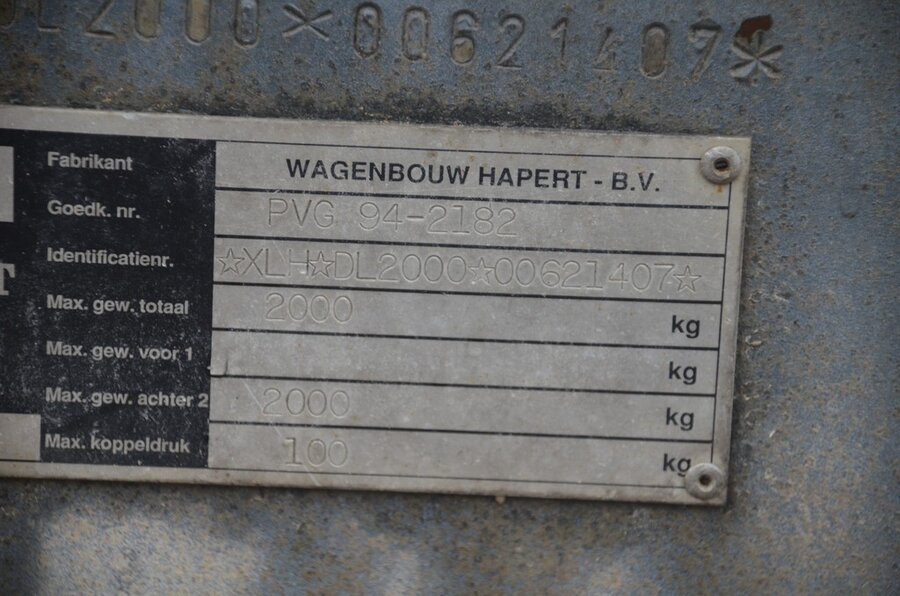 DL2000*00621407*
Fabrikant WAGENBOUW HAPERT - B.V.
Goedk. nr. PVG 94-2182
Identificatienr. ☆XLH☆DL2000☆00621407☆
Max. gew. totaal 2000 kg
Max. gew. voor 1 kg
Max. gew. achter 2 2000 kg
Max. koppeldruk 100 kg
T